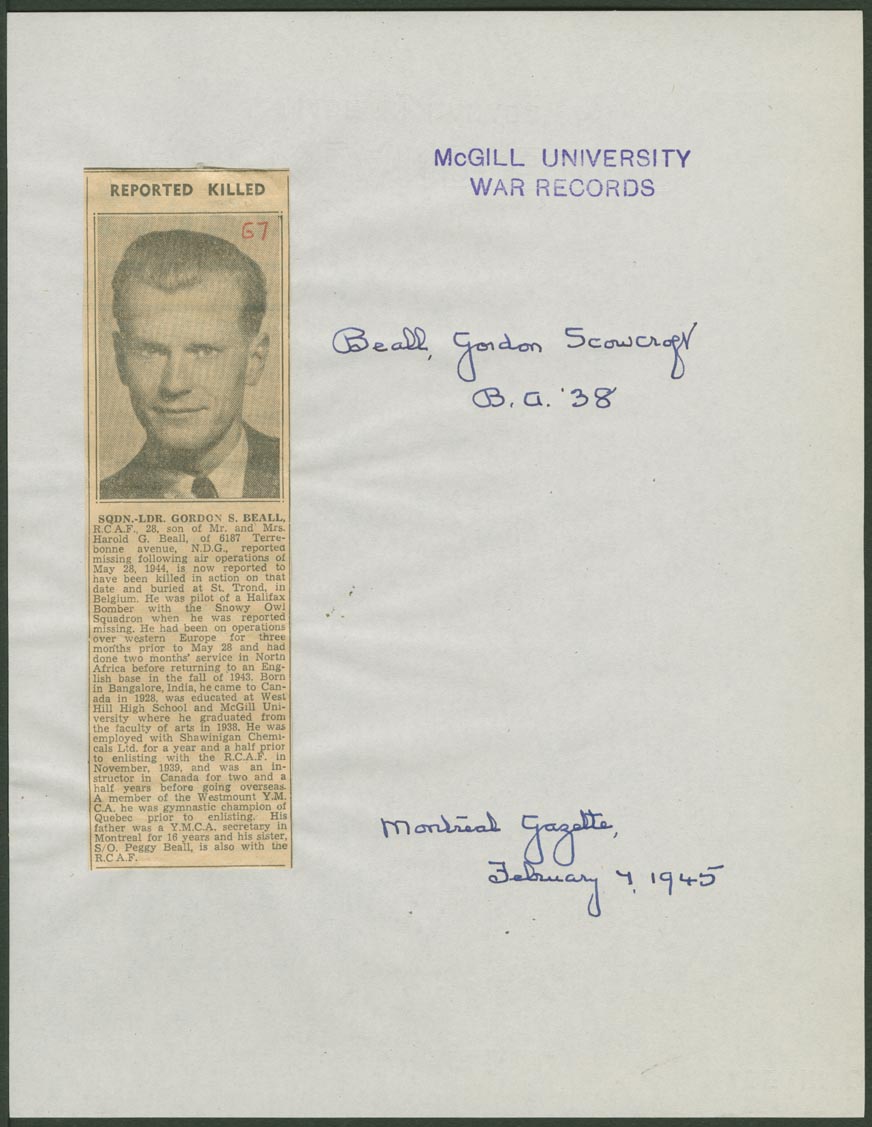 McGILL UNIVERSITY
WAR RECORDS
REPORTED KILLED
67
Beall, Gordon Scowcroft
B.A. '38
SQDN.-LDR. GORDON S. BEALL,
R.C.A.F., 28, son of Mr. and Mrs.
Harold G. Beall, of 6187 Terre-
bonne avenue, N.D.G., reported
missing following air operations of
May 28, 1944, is now reported to
have been killed in action on that
date and buried at St. Trond, in
Belgium. He was pilot of a Halifax
Bomber with the Snowy Owl
Squadron when he was reported
missing. He had been on operations
over western Europe for three
months prior to May 28 and had
done two months' service in North
Africa before returning to an Eng-
lish base in the fall of 1943. Born
in Bangalore, India, he came to Can-
ada in 1928, was educated at West
Hill High School and McGill Uni-
versity where he graduated from
the faculty of arts in 1938. He was
employed with Shawinigan Chemi-
cals Ltd. for a year and a half prior
to enlisting with the R.C.A.F. in
November, 1939, and was an in-
structor in Canada for two and a
half years before going overseas.
A member of the Westmount Y.M.
C.A. he was gymnastic champion of
Quebec prior to enlisting. His
father was a Y.M.C.A. secretary in
Montreal for 16 years and his sister,
S/O. Peggy Beall, is also with the
R.C.A.F.
Montreal Gazette,
February 7, 1945